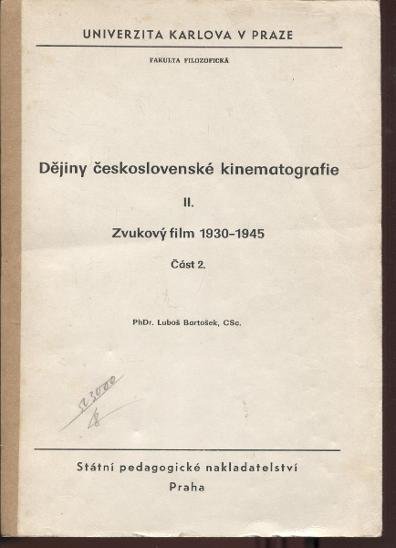 UNIVERZITA KARLOVA V PRAZE
FAKULTA FILOZOFICKÁ
Dějiny československé kinematografie
II.
Zvukový film 1930-1945
Část 2.
PhDr. Luboš Bartošek, CSc.
Státní pedagogické nakladatelství
Praha